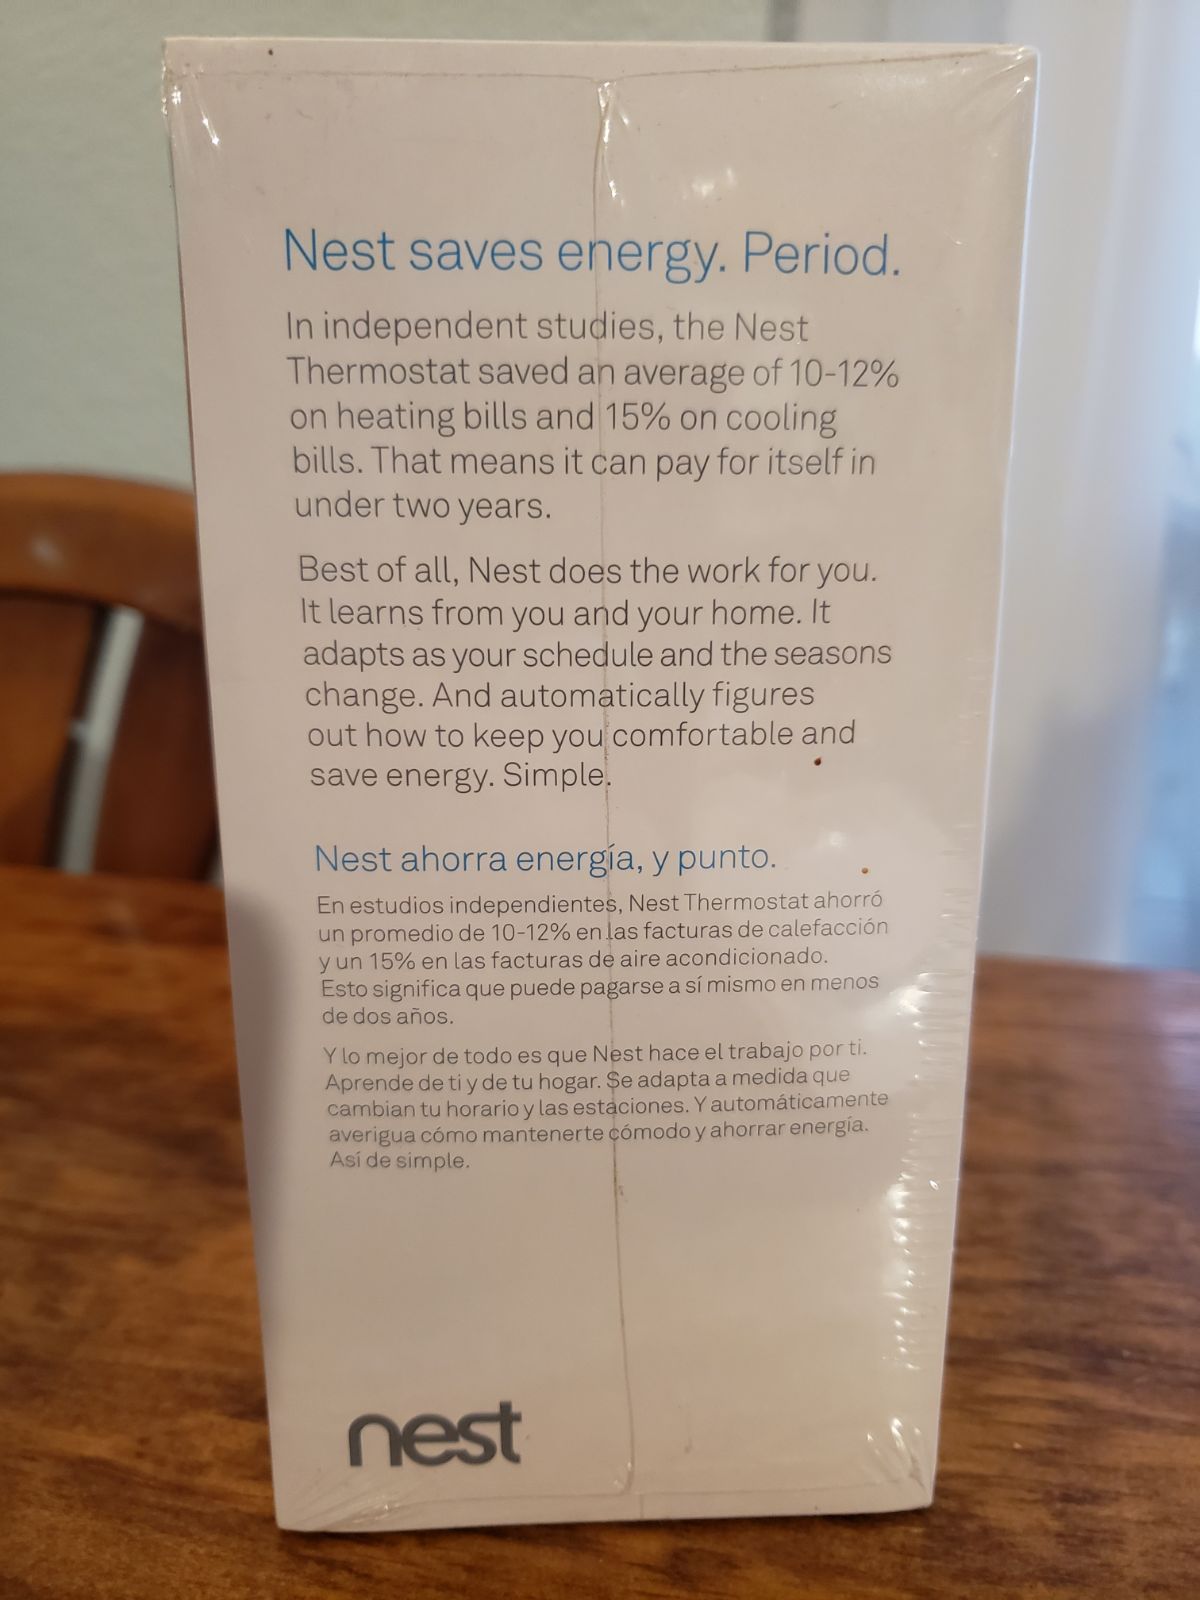 Nest saves energy. Period.
In independent studies, the Nest
Thermostat saved an average of 10-12%
on heating bills and 15% on cooling
bills. That means it can pay for itself in
under two years.
Best of all, Nest does the work for you.
It learns from you and your home. It
adapts as your schedule and the seasons
change. And automatically figures
out how to keep you comfortable and
save energy. Simple.
Nest ahorra energía, y punto.
En estudios independientes, Nest Thermostat ahorró
un promedio de 10-12% en las facturas de calefacción
y un 15% en las facturas de aire acondicionado.
Esto significa que puede pagarse a sí mismo en menos
de dos años.
Y lo mejor de todo es que Nest hace el trabajo por ti.
Aprende de ti y de tu hogar. Se adapta a medida que
cambian tu horario y las estaciones. Y automáticamente
averigua cómo mantenerte cómodo y ahorrar energía.
Así de simple.
nest